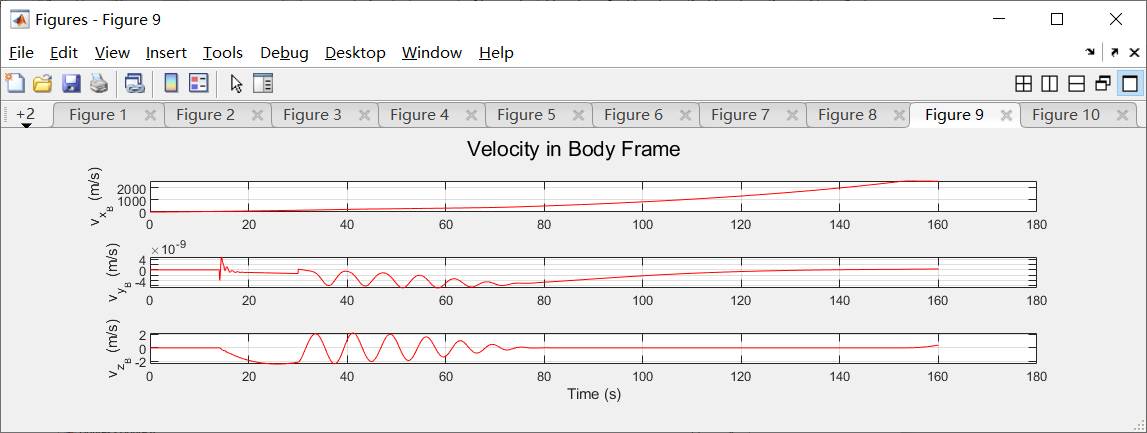 Figures - Figure 9
File Edit View Insert Tools Debug Desktop Window Help
+2 Figure 1 Figure 2 Figure 3 Figure 4 Figure 5 Figure 6 Figure 7 Figure 8 Figure 9 Figure 10
Velocity in Body Frame
v_x_B (m/s)
2000
1000
0
0 20 40 60 80 100 120 140 160 180
×10^-9
v_y_B (m/s)
4
0
-4
0 20 40 60 80 100 120 140 160 180
v_z_B (m/s)
2
0
-2
0 20 40 60 80 100 120 140 160 180
Time (s)